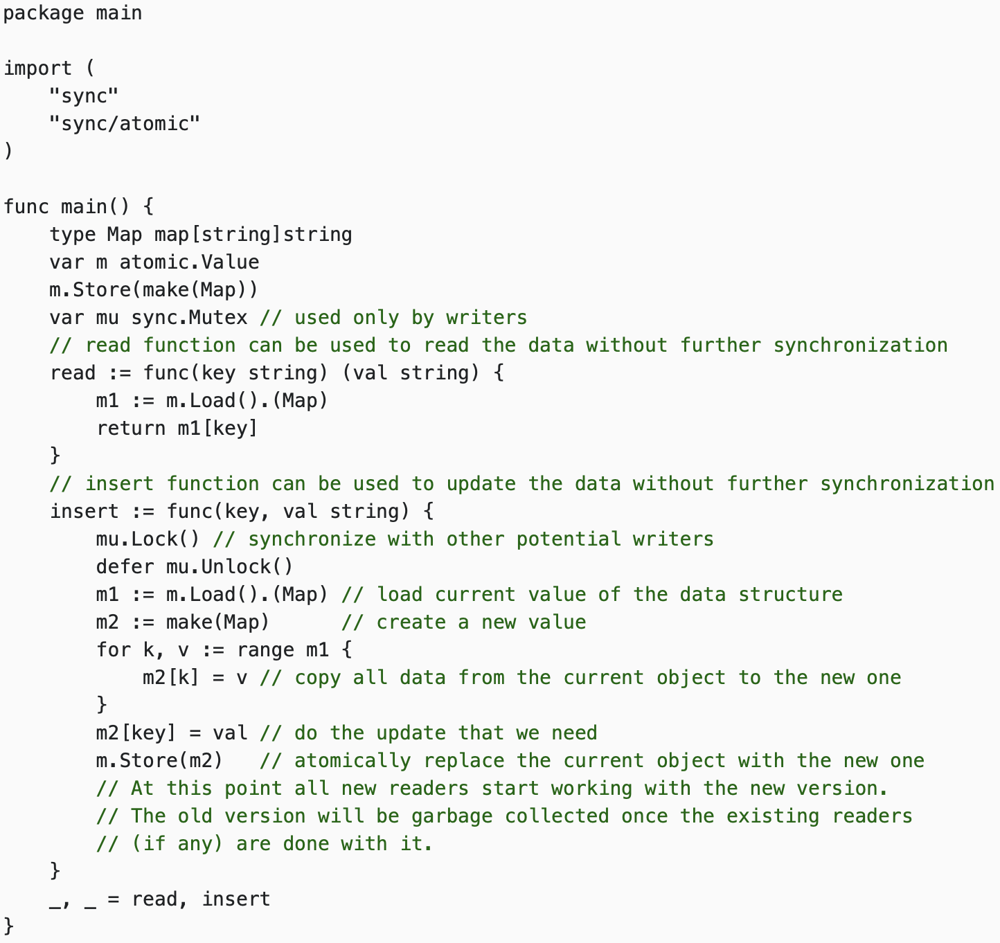 package main

import (
    "sync"
    "sync/atomic"
)

func main() {
    type Map map[string]string
    var m atomic.Value
    m.Store(make(Map))
    var mu sync.Mutex // used only by writers
    // read function can be used to read the data without further synchronization
    read := func(key string) (val string) {
        m1 := m.Load().(Map)
        return m1[key]
    }
    // insert function can be used to update the data without further synchronization
    insert := func(key, val string) {
        mu.Lock() // synchronize with other potential writers
        defer mu.Unlock()
        m1 := m.Load().(Map) // load current value of the data structure
        m2 := make(Map)      // create a new value
        for k, v := range m1 {
            m2[k] = v // copy all data from the current object to the new one
        }
        m2[key] = val // do the update that we need
        m.Store(m2)   // atomically replace the current object with the new one
        // At this point all new readers start working with the new version.
        // The old version will be garbage collected once the existing readers
        // (if any) are done with it.
    }
    _, _ = read, insert
}